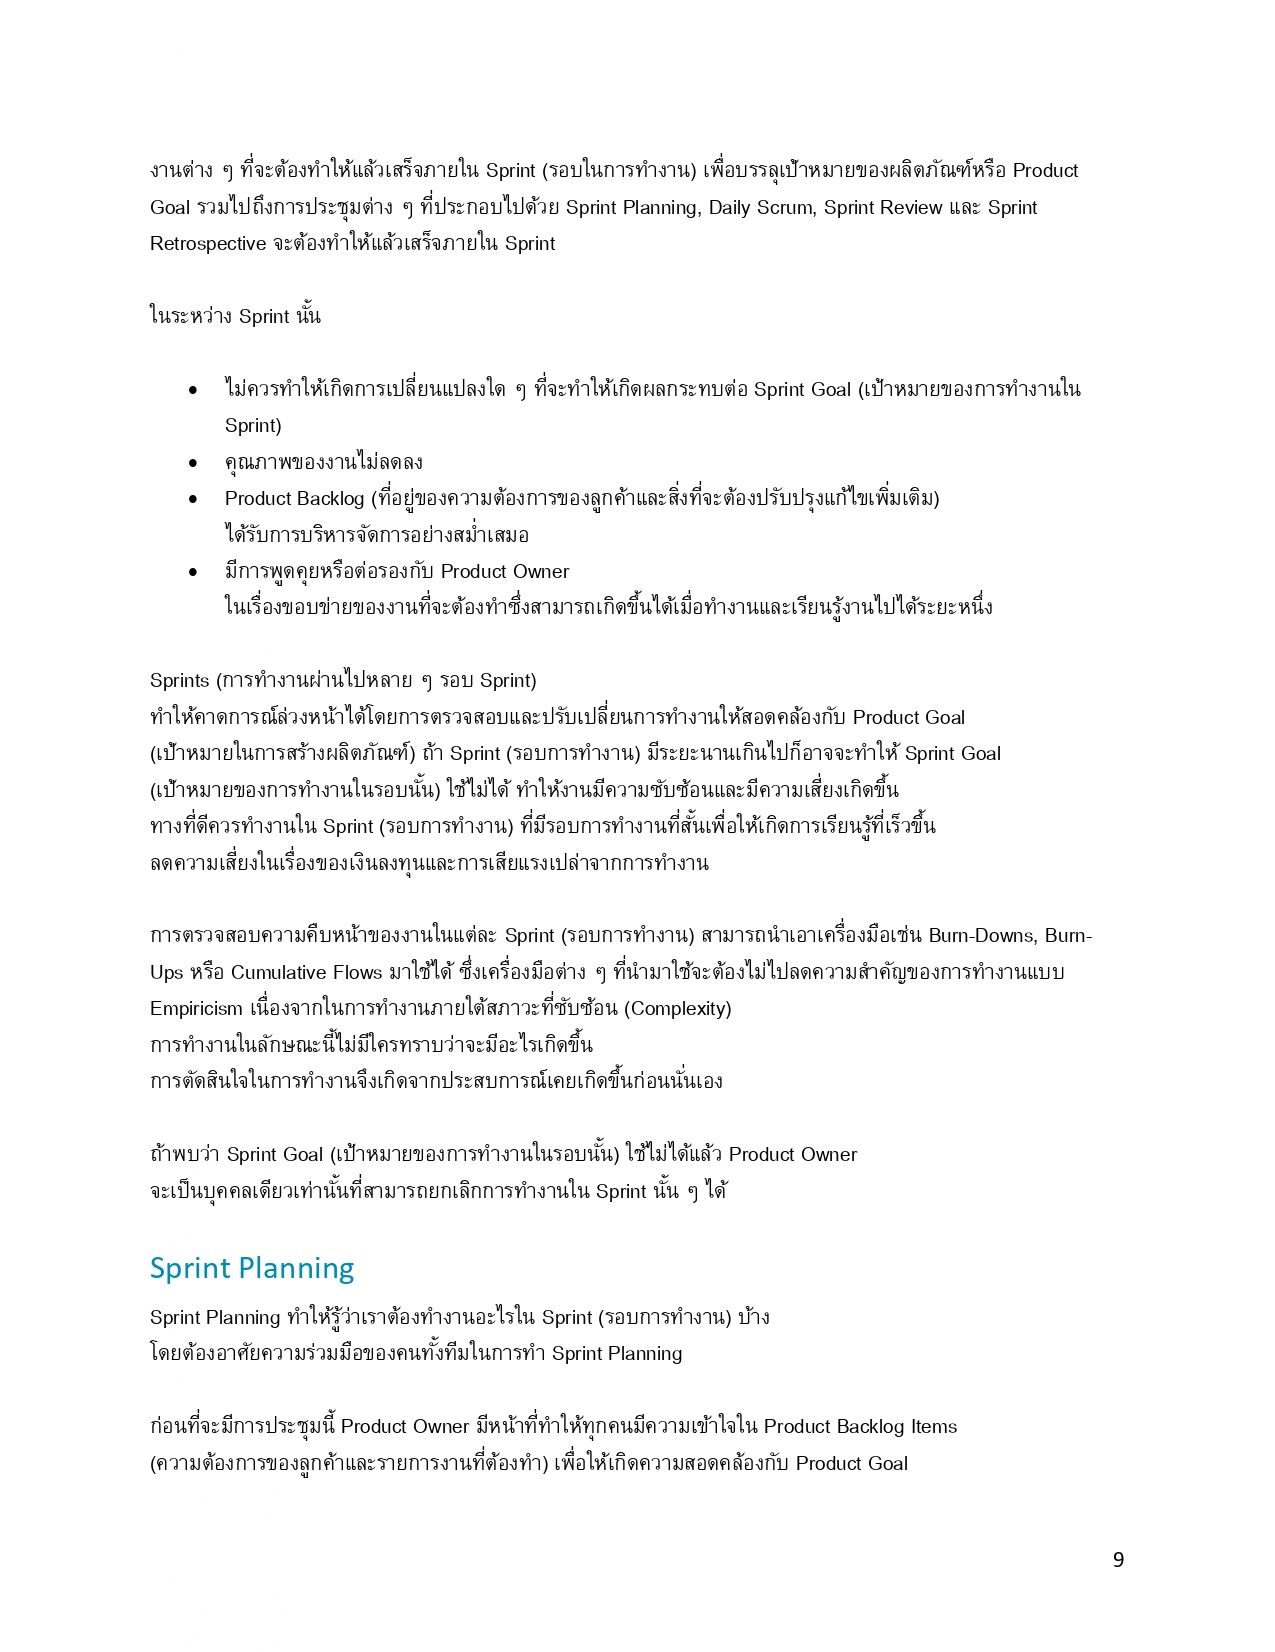 งานต่าง ๆ ที่จะต้องทำให้แล้วเสร็จภายใน Sprint (รอบในการทำงาน) เพื่อบรรลุเป้าหมายของผลิตภัณฑ์หรือ Product
Goal รวมไปถึงการประชุมต่าง ๆ ที่ประกอบไปด้วย Sprint Planning, Daily Scrum, Sprint Review และ Sprint
Retrospective จะต้องทำให้แล้วเสร็จภายใน Sprint
ในระหว่าง Sprint นั้น
• ไม่ควรทำให้เกิดการเปลี่ยนแปลงใด ๆ ที่จะทำให้เกิดผลกระทบต่อ Sprint Goal (เป้าหมายของการทำงานใน
Sprint)
• คุณภาพของงานไม่ลดลง
• Product Backlog (ที่อยู่ของความต้องการของลูกค้าและสิ่งที่จะต้องปรับปรุงแก้ไขเพิ่มเติม)
ได้รับการบริหารจัดการอย่างสม่ำเสมอ
• มีการพูดคุยหรือต่อรองกับ Product Owner
ในเรื่องขอบข่ายของงานที่จะต้องทำซึ่งสามารถเกิดขึ้นได้เมื่อทำงานและเรียนรู้งานไปได้ระยะหนึ่ง
Sprints (การทำงานผ่านไปหลาย ๆ รอบ Sprint)
ทำให้คาดการณ์ล่วงหน้าได้โดยการตรวจสอบและปรับเปลี่ยนการทำงานให้สอดคล้องกับ Product Goal
(เป้าหมายในการสร้างผลิตภัณฑ์) ถ้า Sprint (รอบการทำงาน) มีระยะนานเกินไปก็อาจจะทำให้ Sprint Goal
(เป้าหมายของการทำงานในรอบนั้น) ใช้ไม่ได้ ทำให้งานมีความซับซ้อนและมีความเสี่ยงเกิดขึ้น
ทางที่ดีควรทำงานใน Sprint (รอบการทำงาน) ที่มีรอบการทำงานที่สั้นเพื่อให้เกิดการเรียนรู้ที่เร็วขึ้น
ลดความเสี่ยงในเรื่องของเงินลงทุนและการเสียแรงเปล่าจากการทำงาน
การตรวจสอบความคืบหน้าของงานในแต่ละ Sprint (รอบการทำงาน) สามารถนำเอาเครื่องมือเช่น Burn-Downs, Burn-
Ups หรือ Cumulative Flows มาใช้ได้ ซึ่งเครื่องมือต่าง ๆ ที่นำมาใช้จะต้องไม่ไปลดความสำคัญของการทำงานแบบ
Empiricism เนื่องจากในการทำงานภายใต้สภาวะที่ซับซ้อน (Complexity)
การทำงานในลักษณะนี้ไม่มีใครทราบว่าจะมีอะไรเกิดขึ้น
การตัดสินใจในการทำงานจึงเกิดจากประสบการณ์เคยเกิดขึ้นก่อนนั่นเอง
ถ้าพบว่า Sprint Goal (เป้าหมายของการทำงานในรอบนั้น) ใช้ไม่ได้แล้ว Product Owner
จะเป็นบุคคลเดียวเท่านั้นที่สามารถยกเลิกการทำงานใน Sprint นั้น ๆ ได้
Sprint Planning
Sprint Planning ทำให้รู้ว่าเราต้องทำงานอะไรใน Sprint (รอบการทำงาน) บ้าง
โดยต้องอาศัยความร่วมมือของคนทั้งทีมในการทำ Sprint Planning
ก่อนที่จะมีการประชุมนี้ Product Owner มีหน้าที่ทำให้ทุกคนมีความเข้าใจใน Product Backlog Items
(ความต้องการของลูกค้าและรายการงานที่ต้องทำ) เพื่อให้เกิดความสอดคล้องกับ Product Goal
9